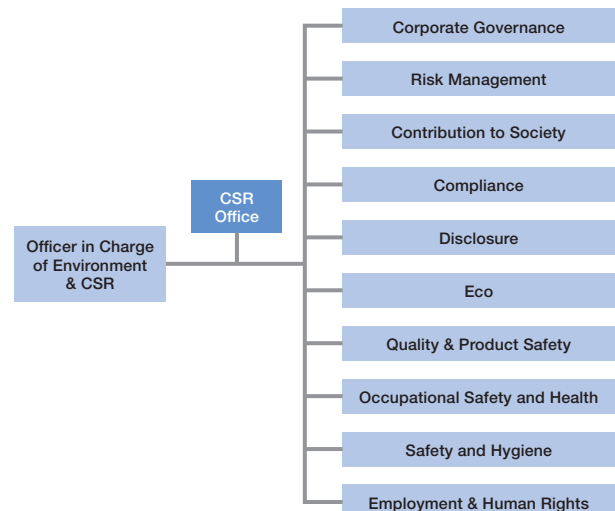 Corporate Governance
Risk Management
Contribution to Society
CSR
Office
Compliance
Officer in Charge
of Environment
& CSR
Disclosure
Eco
Quality & Product Safety
Occupational Safety and Health
Safety and Hygiene
Employment & Human Rights